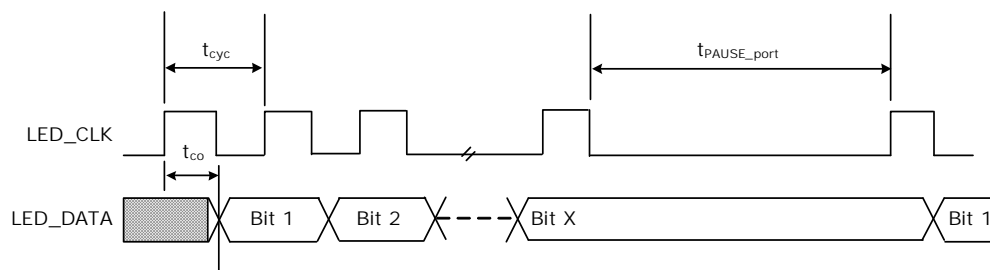 tcyc
tPAUSE_port
LED_CLK
tco
LED_DATA
Bit 1
Bit 2
Bit X
Bit 1